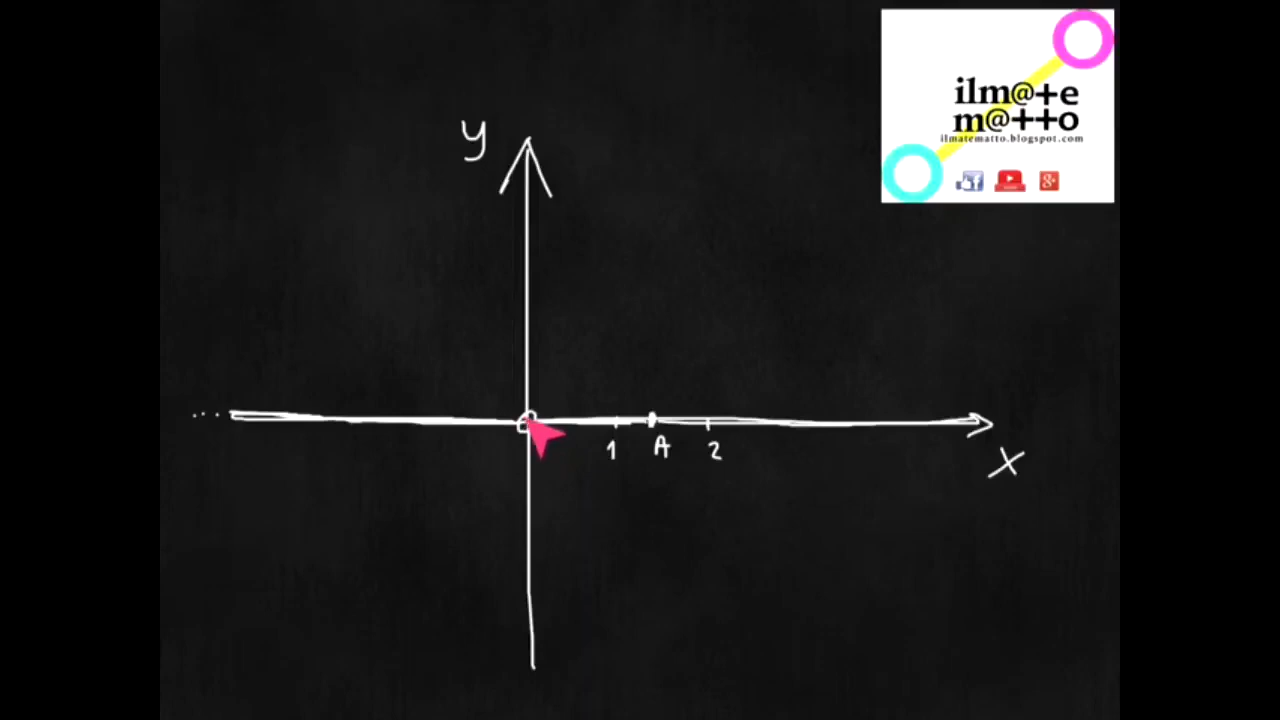 ilm@+e
m@++o
ilmatematto.blogspot.com
f
g+
y
1 A 2
x